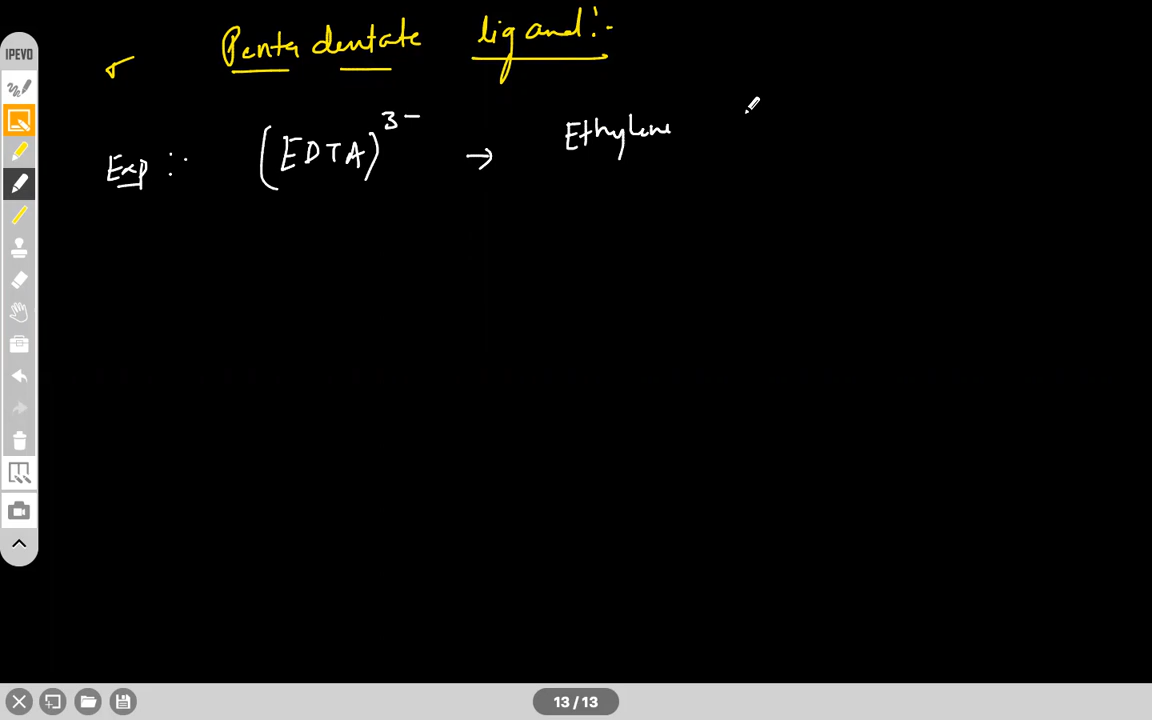 Penta dentate ligand:-
Exp :- (EDTA)³⁻ → Ethylene
IPEVO
13 / 13